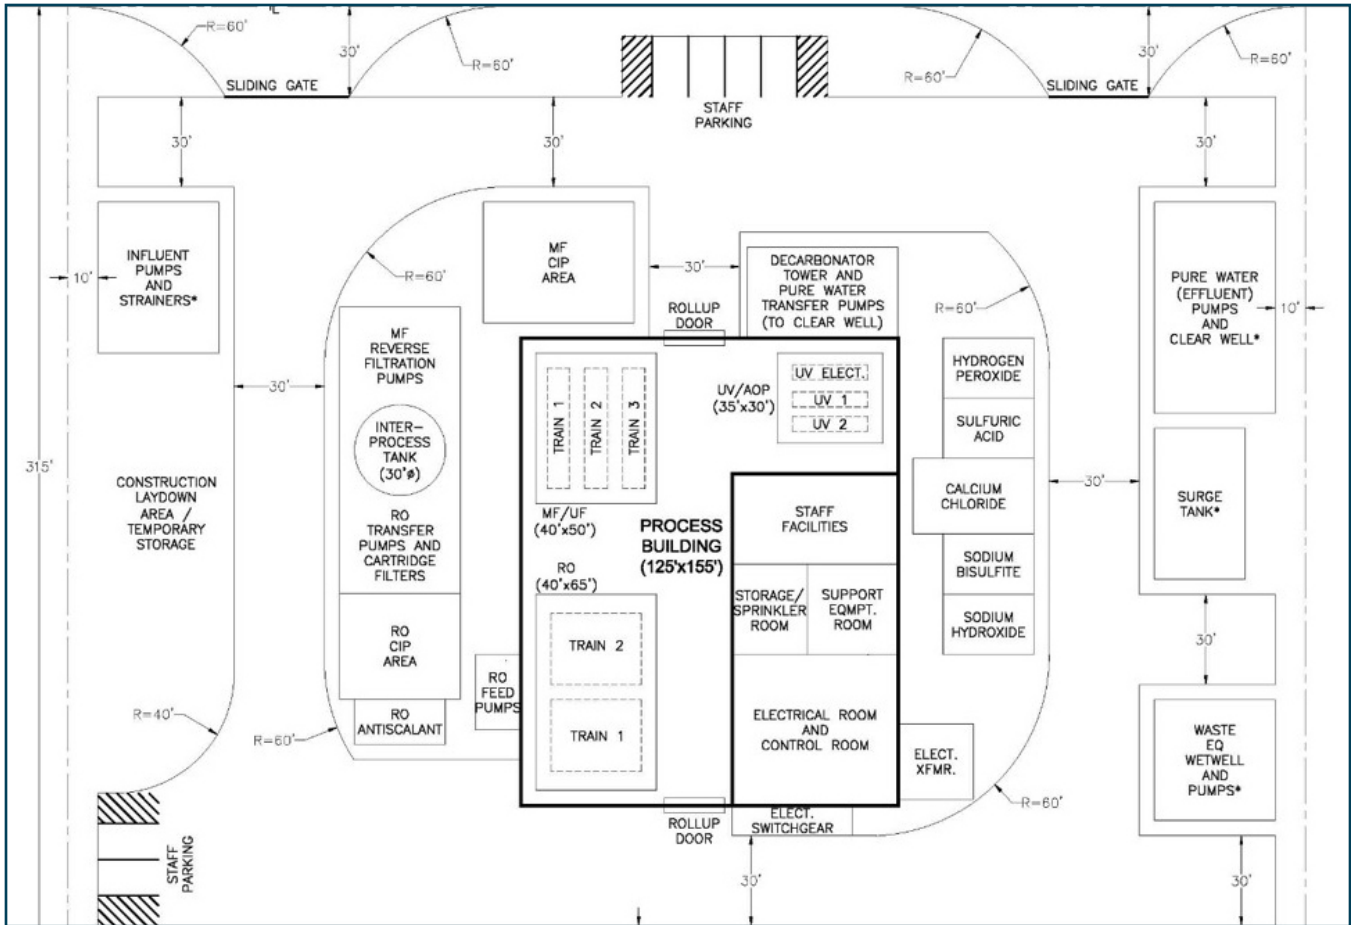 R=60'
30'
R=60'
SLIDING GATE
STAFF
PARKING
R=60'
30'
R=60'
SLIDING GATE
30'
30'
30'
315'
10'
INFLUENT
PUMPS
AND
STRAINERS*
R=60'
MF
CIP
AREA
30'
ROLLUP
DOOR
DECARBONATOR
TOWER AND
PURE WATER
TRANSFER PUMPS
(TO CLEAR WELL)
R=60'
PURE WATER
(EFFLUENT)
PUMPS
AND
CLEAR WELL*
10'
MF
REVERSE
FILTRATION
PUMPS
30'
INTER-
PROCESS
TANK
(30'ø)
RO
TRANSFER
PUMPS AND
CARTRIDGE
FILTERS
RO
CIP
AREA
RO
ANTISCALANT
RO
FEED
PUMPS
CONSTRUCTION
LAYDOWN
AREA /
TEMPORARY
STORAGE
R=40'
R=60'
STAFF
PARKING
TRAIN 1
TRAIN 2
TRAIN 3
MF/UF
(40'x50')
RO
(40'x65')
TRAIN 2
TRAIN 1
PROCESS
BUILDING
(125'x155')
UV/AOP
(35'x30')
UV ELECT.
UV 1
UV 2
STAFF
FACILITIES
STORAGE/
SPRINKLER
ROOM
SUPPORT
EQMPT.
ROOM
ELECTRICAL ROOM
AND
CONTROL ROOM
ROLLUP
DOOR
ELECT.
SWITCHGEAR
ELECT.
XFMR.
R=60'
HYDROGEN
PEROXIDE
SULFURIC
ACID
CALCIUM
CHLORIDE
SODIUM
BISULFITE
SODIUM
HYDROXIDE
30'
SURGE
TANK*
30'
WASTE
EQ
WETWELL
AND
PUMPS*
30'
30'